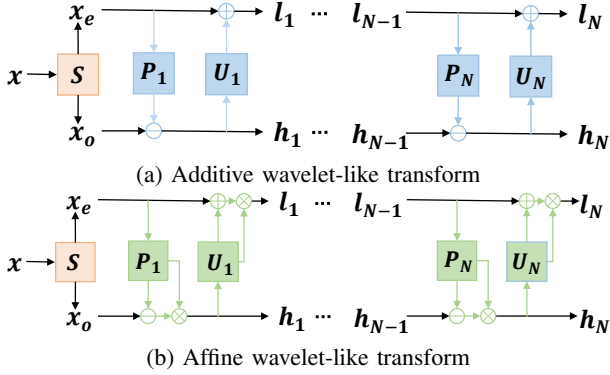 x_e l_1 ... l_{N-1} l_N
x S P_1 U_1 P_N U_N
x_o h_1 ... h_{N-1} h_N
(a) Additive wavelet-like transform
x_e l_1 ... l_{N-1} l_N
x S P_1 U_1 P_N U_N
x_o h_1 ... h_{N-1} h_N
(b) Affine wavelet-like transform